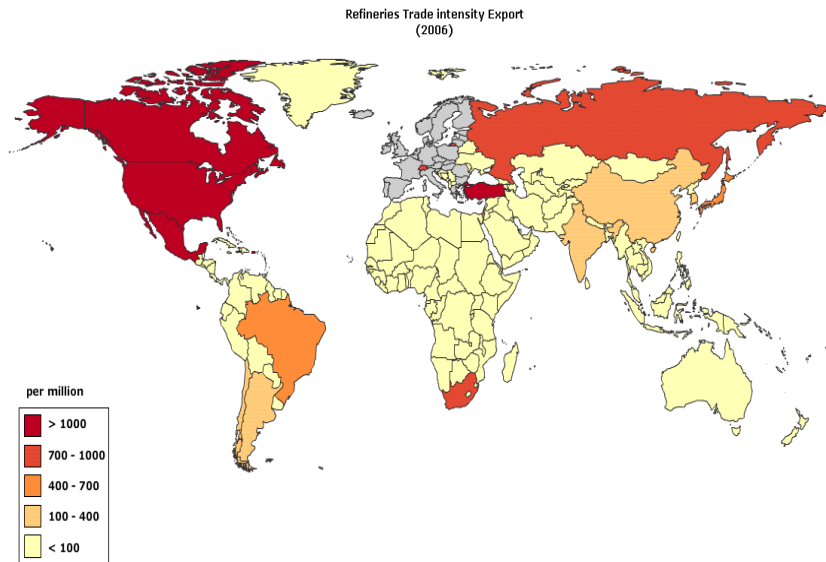 Refineries Trade intensity Export
(2006)
per million
> 1000
700 - 1000
400 - 700
100 - 400
< 100